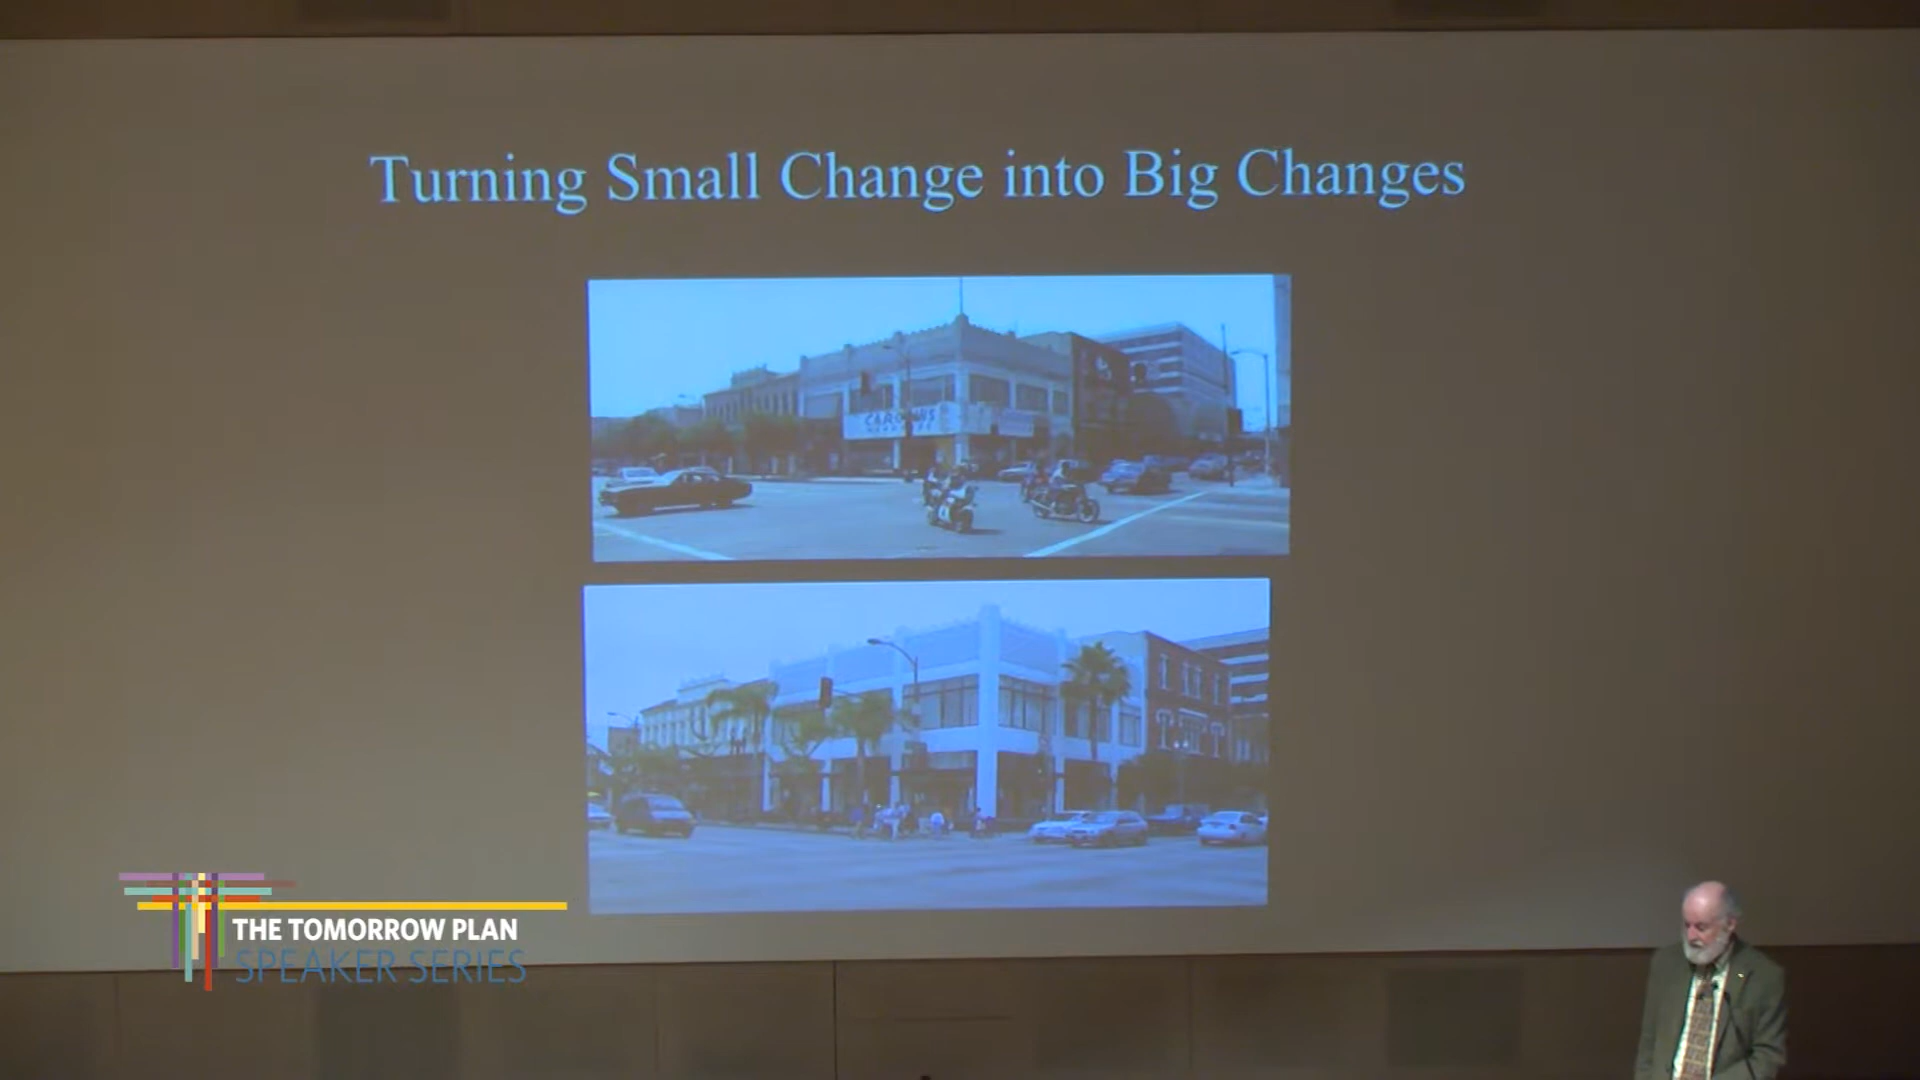 Turning Small Change into Big Changes
THE TOMORROW PLAN
SPEAKER SERIES